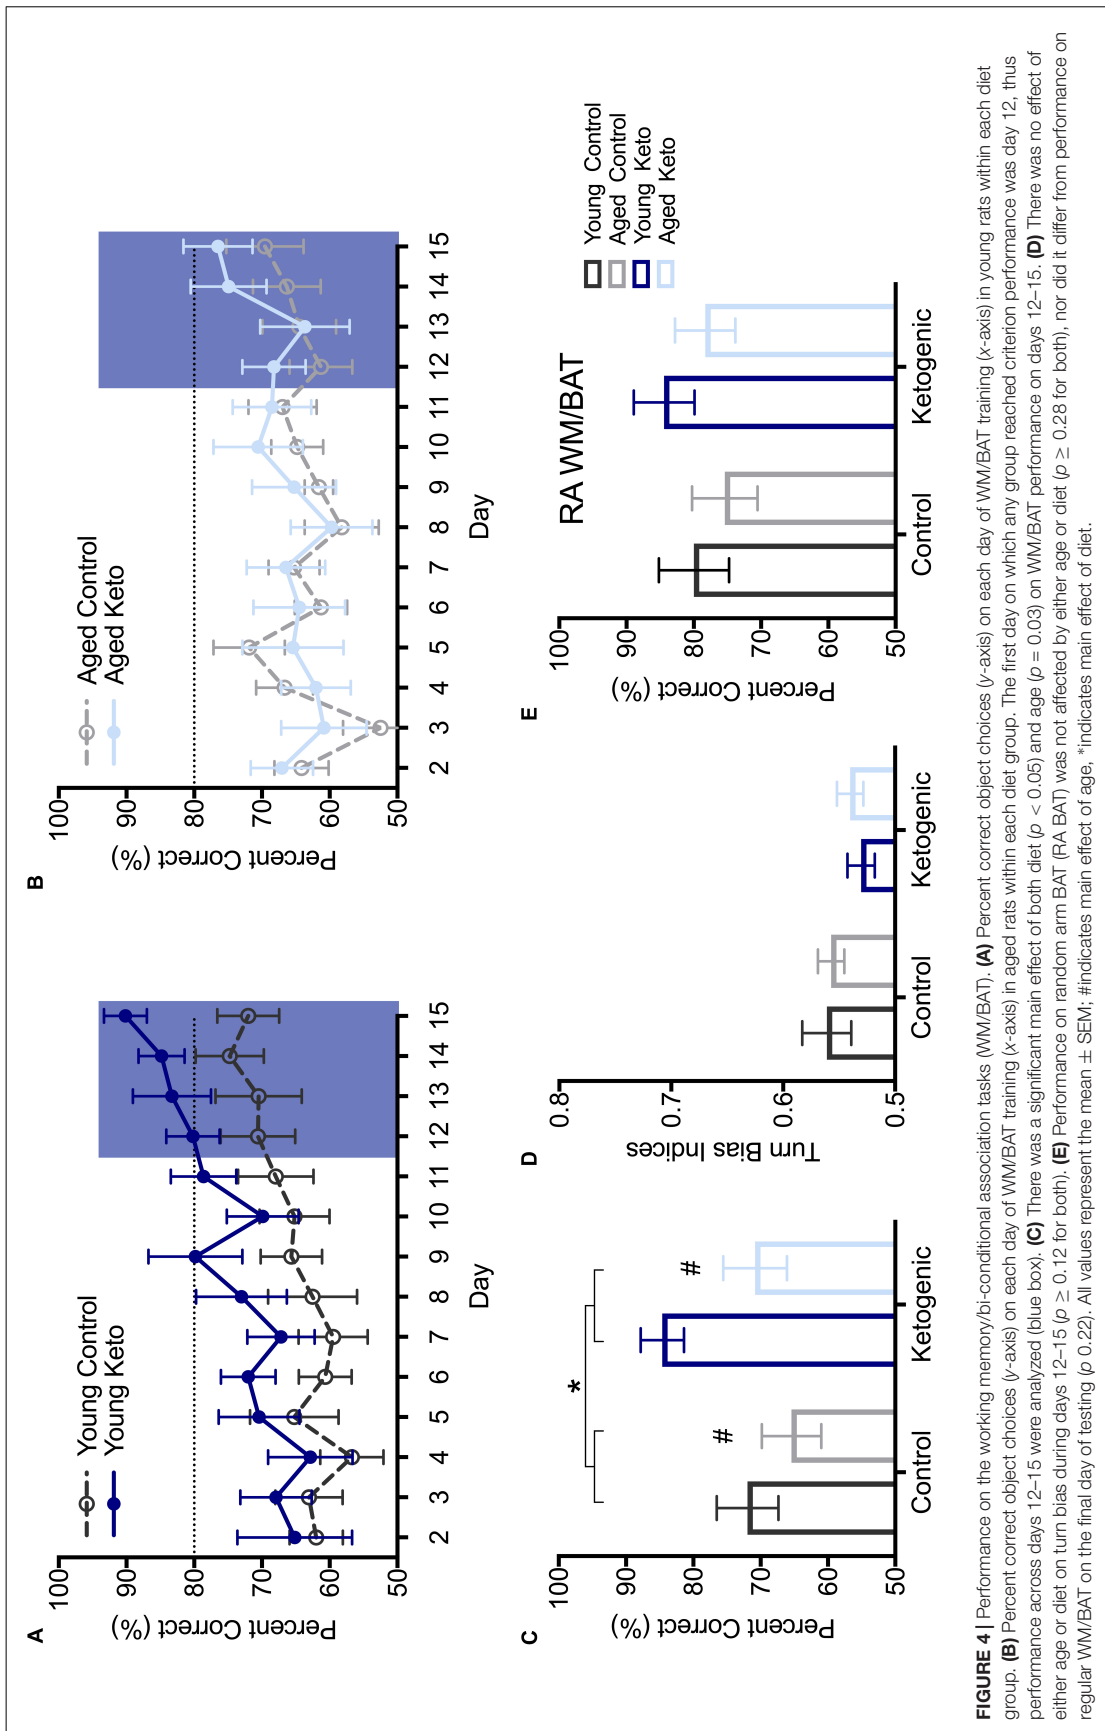 A
Percent Correct (%)
100
90
80
70
60
50
Young Control
Young Keto
2 3 4 5 6 7 8 9 10 11 12 13 14 15
Day
B
Percent Correct (%)
100
90
80
70
60
50
Aged Control
Aged Keto
2 3 4 5 6 7 8 9 10 11 12 13 14 15
Day
C
Percent Correct (%)
100
90
80
70
60
50
*
#
#
Control Ketogenic
D
Turn Bias Indices
0.8
0.7
0.6
0.5
Control Ketogenic
E
RA WM/BAT
Percent Correct (%)
100
90
80
70
60
50
Control Ketogenic
Young Control
Aged Control
Young Keto
Aged Keto
FIGURE 4 | Performance on the working memory/bi-conditional association tasks (WM/BAT). (A) Percent correct object choices (y-axis) on each day of WM/BAT training (x-axis) in young rats within each diet
group. (B) Percent correct object choices (y-axis) on each day of WM/BAT training (x-axis) in aged rats within each diet group. The first day on which any group reached criterion performance was day 12, thus
performance across days 12–15 were analyzed (blue box). (C) There was a significant main effect of both diet (p < 0.05) and age (p = 0.03) on WM/BAT performance on days 12–15. (D) There was no effect of
either age or diet on turn bias during days 12–15 (p ≥ 0.12 for both). (E) Performance on random arm BAT (RA BAT) was not affected by either age or diet (p ≥ 0.28 for both), nor did it differ from performance on
regular WM/BAT on the final day of testing (p 0.22). All values represent the mean ± SEM; #indicates main effect of age, *indicates main effect of diet.